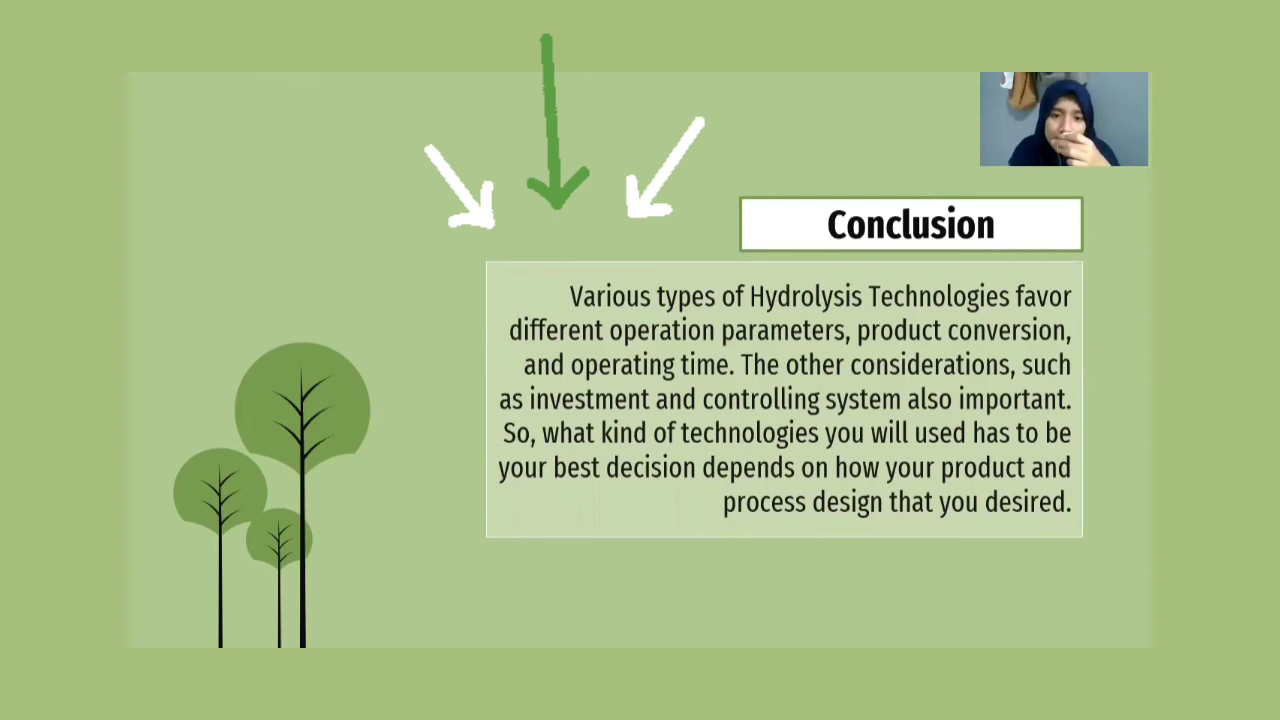 Conclusion
Various types of Hydrolysis Technologies favor
different operation parameters, product conversion,
and operating time. The other considerations, such
as investment and controlling system also important.
So, what kind of technologies you will used has to be
your best decision depends on how your product and
process design that you desired.